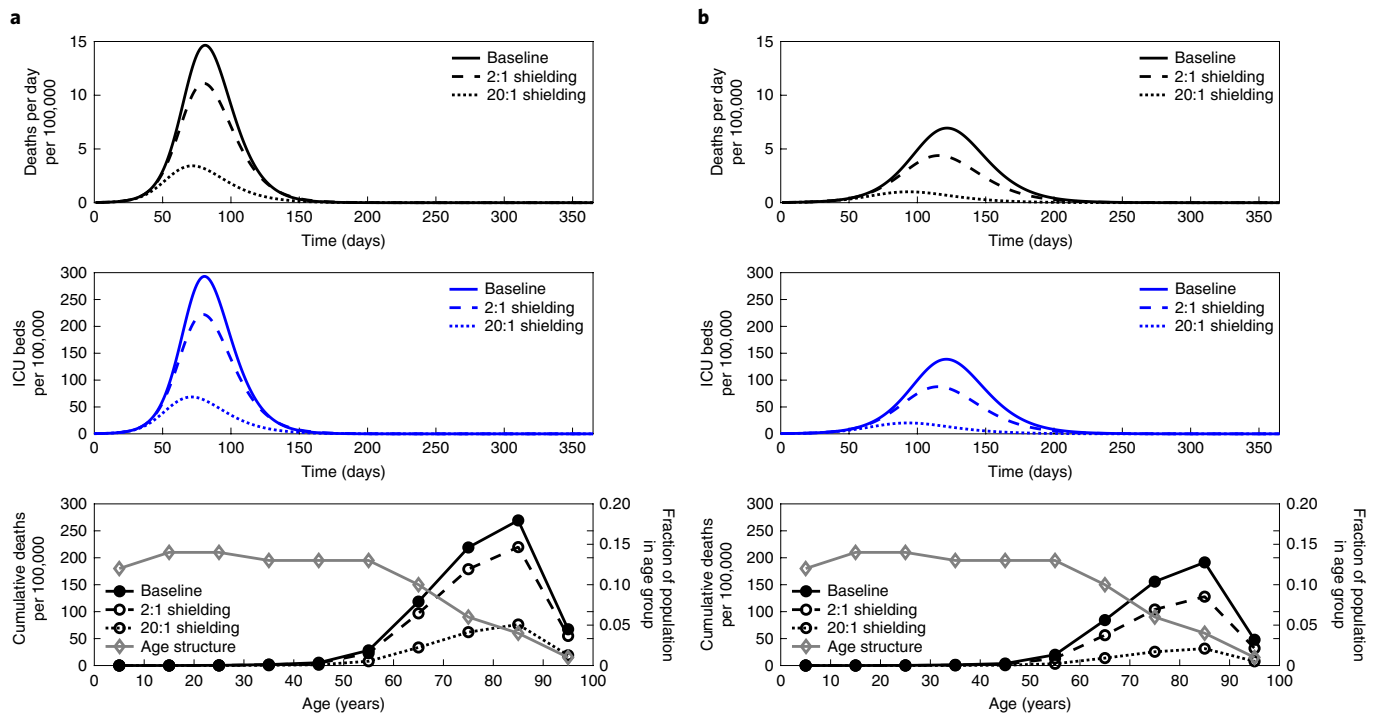 a
Deaths per day
per 100,000
15
10
5
0
Baseline
2:1 shielding
20:1 shielding
0 50 100 150 200 250 300 350
Time (days)
ICU beds
per 100,000
300
250
200
150
100
50
0
Baseline
2:1 shielding
20:1 shielding
0 50 100 150 200 250 300 350
Time (days)
Cumulative deaths
per 100,000
300
250
200
150
100
50
0
Baseline
2:1 shielding
20:1 shielding
Age structure
0.20
0.15
0.10
0.05
0
Fraction of population
in age group
0 10 20 30 40 50 60 70 80 90 100
Age (years)
b
Deaths per day
per 100,000
15
10
5
0
Baseline
2:1 shielding
20:1 shielding
0 50 100 150 200 250 300 350
Time (days)
ICU beds
per 100,000
300
250
200
150
100
50
0
Baseline
2:1 shielding
20:1 shielding
0 50 100 150 200 250 300 350
Time (days)
Cumulative deaths
per 100,000
300
250
200
150
100
50
0
Baseline
2:1 shielding
20:1 shielding
Age structure
0.20
0.15
0.10
0.05
0
Fraction of population
in age group
0 10 20 30 40 50 60 70 80 90 100
Age (years)